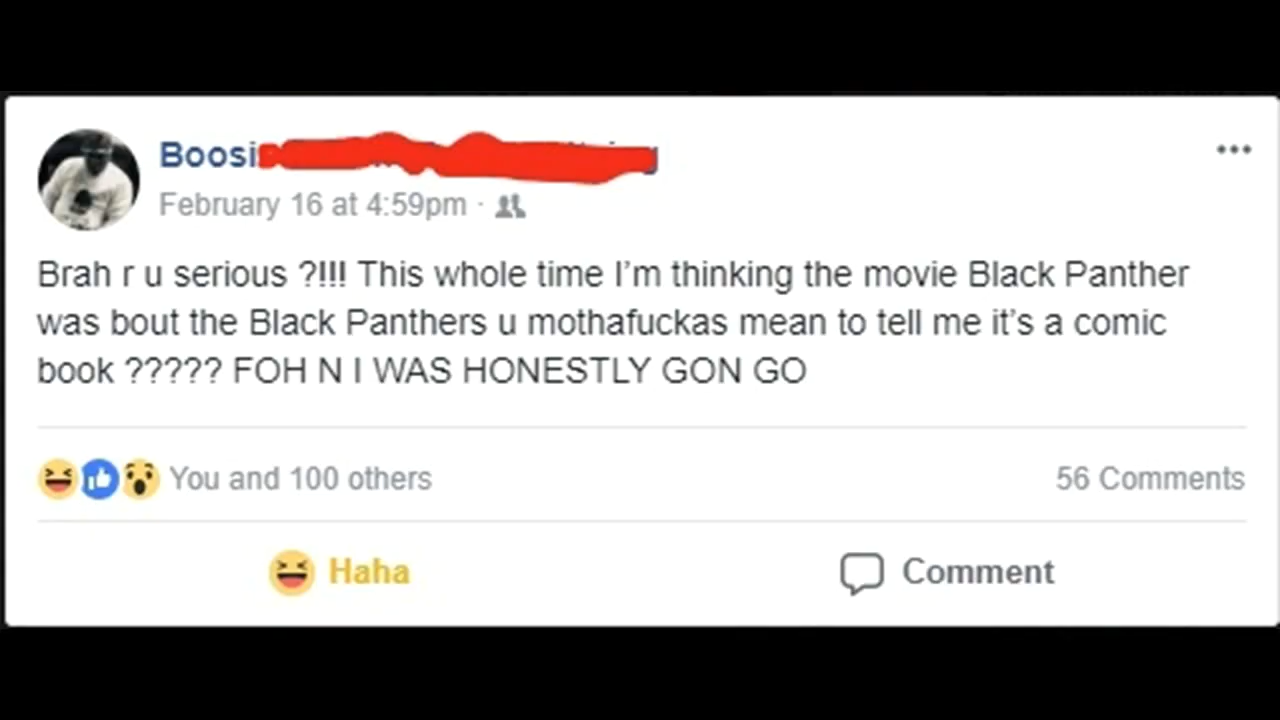 Boosi
February 16 at 4:59pm ·
Brah r u serious ?!!! This whole time I'm thinking the movie Black Panther
was bout the Black Panthers u mothafuckas mean to tell me it's a comic
book ????? FOH N I WAS HONESTLY GON GO
You and 100 others 56 Comments
Haha Comment